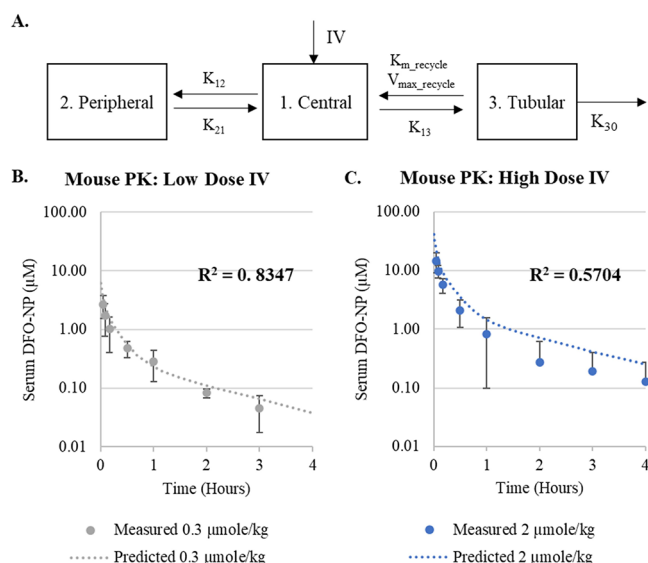 A.
IV
2. Peripheral
K12
K21
1. Central
Km_recycle
Vmax_recycle
K13
3. Tubular
K30
B. Mouse PK: Low Dose IV
Serum DFO-NP (µM)
100.00
10.00
1.00
0.10
0.01
R² = 0. 8347
0 1 2 3 4
Time (Hours)
Measured 0.3 µmole/kg
Predicted 0.3 µmole/kg
C. Mouse PK: High Dose IV
Serum DFO-NP (µM)
100.00
10.00
1.00
0.10
0.01
R² = 0.5704
0 1 2 3 4
Time (Hours)
Measured 2 µmole/kg
Predicted 2 µmole/kg